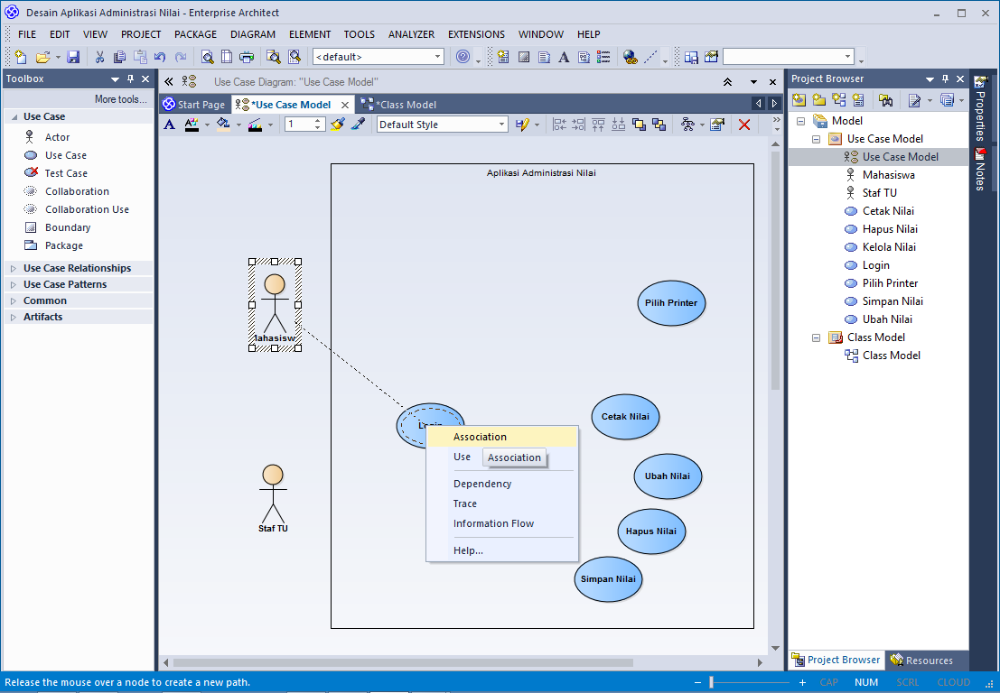 Desain Aplikasi Administrasi Nilai - Enterprise Architect
FILE EDIT VIEW PROJECT PACKAGE DIAGRAM ELEMENT TOOLS ANALYZER EXTENSIONS WINDOW HELP
<default>
Toolbox
More tools...
Use Case
Actor
Use Case
Test Case
Collaboration
Collaboration Use
Boundary
Package
Use Case Relationships
Use Case Patterns
Common
Artifacts
Use Case Diagram: "Use Case Model"
Start Page *Use Case Model *Class Model
A 1 Default Style
Aplikasi Administrasi Nilai
Pilih Printer
Cetak Nilai
Ubah Nilai
Staf TU
Hapus Nilai
Simpan Nilai
Association
Use
Association
Dependency
Trace
Information Flow
Help...
Project Browser
Model
Use Case Model
Use Case Model
Mahasiswa
Staf TU
Cetak Nilai
Hapus Nilai
Kelola Nilai
Login
Pilih Printer
Simpan Nilai
Ubah Nilai
Class Model
Class Model
Project Browser Resources
Properties
Notes
Release the mouse over a node to create a new path.
CAP NUM SCRL CLOUD